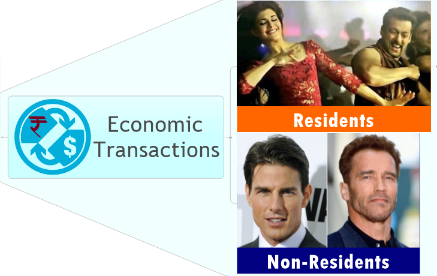 ₹
$
Economic
Transactions
Residents
Non-Residents